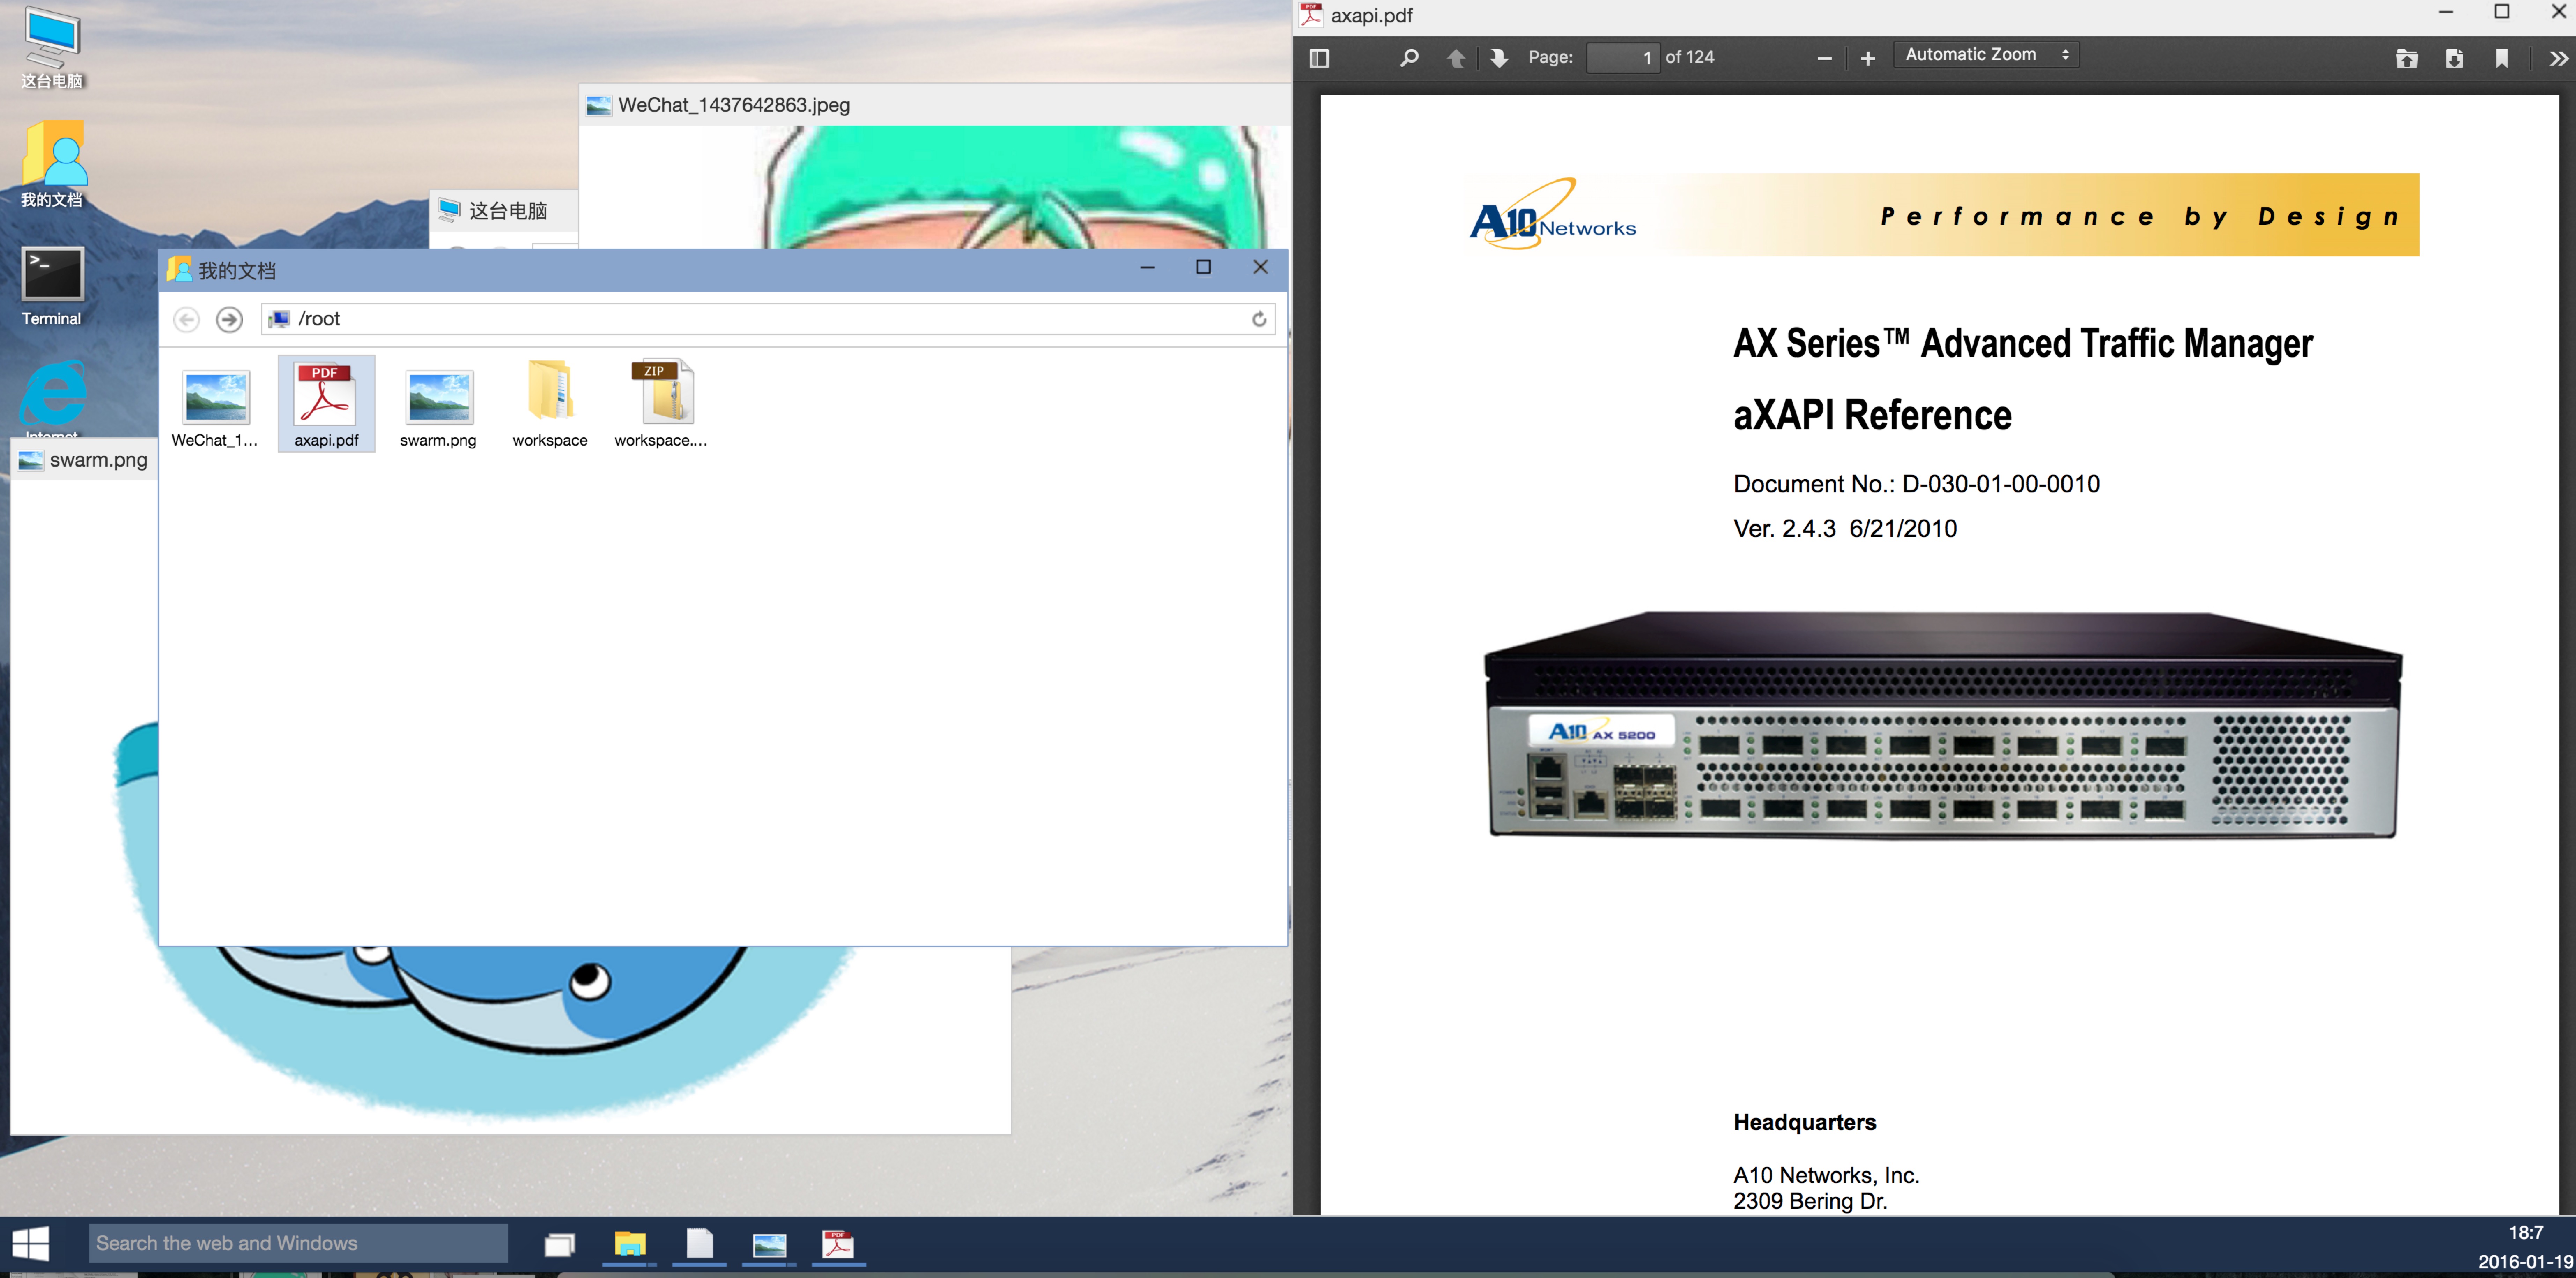 这台电脑
我的文档
Terminal
Internet
swarm.png
WeChat_1437642863.jpeg
这台电脑
我的文档
/root
WeChat_1...
PDF
axapi.pdf
swarm.png
workspace
ZIP
workspace....
PDF
axapi.pdf
Page: 1 of 124
Automatic Zoom
A10 Networks
Performance by Design
AX Series™ Advanced Traffic Manager
aXAPI Reference
Document No.: D-030-01-00-0010
Ver. 2.4.3 6/21/2010
A10 AX 5200
Headquarters
A10 Networks, Inc.
2309 Bering Dr.
Search the web and Windows
PDF
18:7
2016-01-19